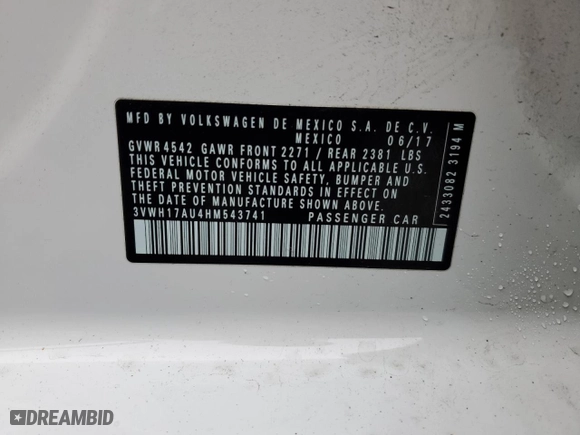 MFD BY VOLKSWAGEN DE MEXICO S.A. DE C.V.
MEXICO 06/17
GVWR4542 GAWR FRONT 2271 / REAR 2381 LBS
THIS VEHICLE CONFORMS TO ALL APPLICABLE U.S.
FEDERAL MOTOR VEHICLE SAFETY, BUMPER AND
THEFT PREVENTION STANDARDS IN EFFECT ON
THE DATE OF MANUFACTURE SHOWN ABOVE.
3VWH17AU4HM543741 PASSENGER CAR
2433082 3194 M
DREAMBID